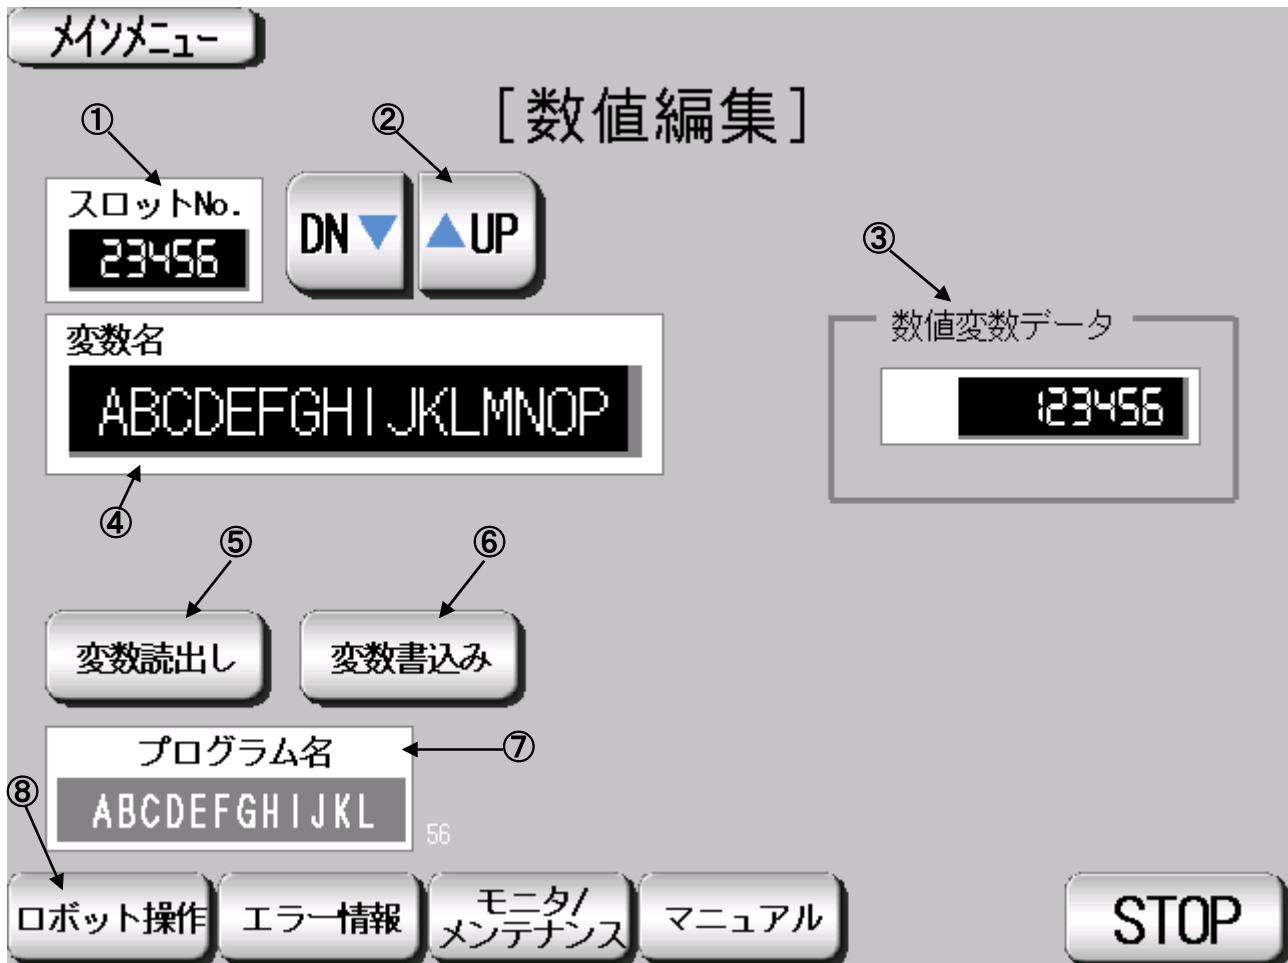 メインメニュー
[数値編集]
① ②
スロットNo.
23456
DN▼ ▲UP
③
変数名
ABCDEFGHIJKLMNOP
数値変数データ
123456
④
⑤ ⑥
変数読出し 変数書込み
プログラム名
⑦
ABCDEFGHIJKL
56
⑧
ロボット操作 エラー情報 モニタ/
メンテナンス マニュアル STOP